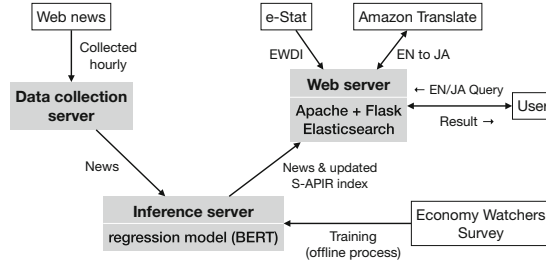 Web news
e-Stat
Amazon Translate
Collected
hourly
EWDI
EN to JA
Data collection
server
Web server
Apache + Flask
Elasticsearch
← EN/JA Query
User
Result →
News
News & updated
S-APIR index
Inference server
regression model (BERT)
Economy Watchers
Survey
Training
(offline process)